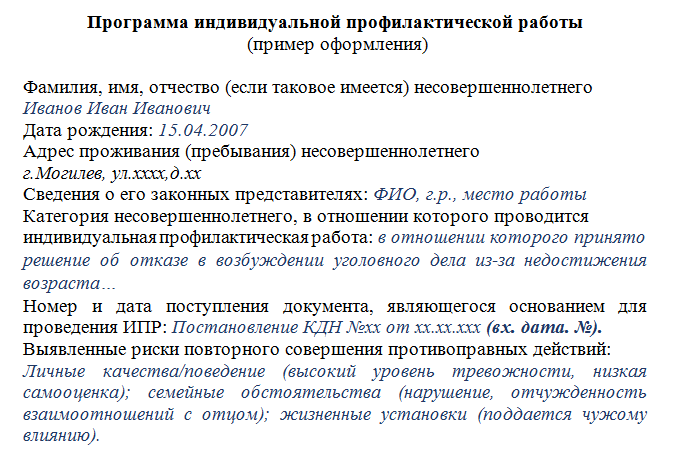 Программа индивидуальной профилактической работы
(пример оформления)
Фамилия, имя, отчество (если таковое имеется) несовершеннолетнего
Иванов Иван Иванович
Дата рождения: 15.04.2007
Адрес проживания (пребывания) несовершеннолетнего
г.Могилев, ул.хххх,д.хх
Сведения о его законных представителях: ФИО, г.р., место работы
Категория несовершеннолетнего, в отношении которого проводится
индивидуальная профилактическая работа: в отношении которого принято
решение об отказе в возбуждении уголовного дела из-за недостижения
возраста…
Номер и дата поступления документа, являющегося основанием для
проведения ИПР: Постановление КДН №хх от хх.хх.ххх (вх. дата. №).
Выявленные риски повторного совершения противоправных действий:
Личные качества/поведение (высокий уровень тревожности, низкая
самооценка); семейные обстоятельства (нарушение, отчужденность
взаимоотношений с отцом); жизненные установки (поддается чужому
влиянию).